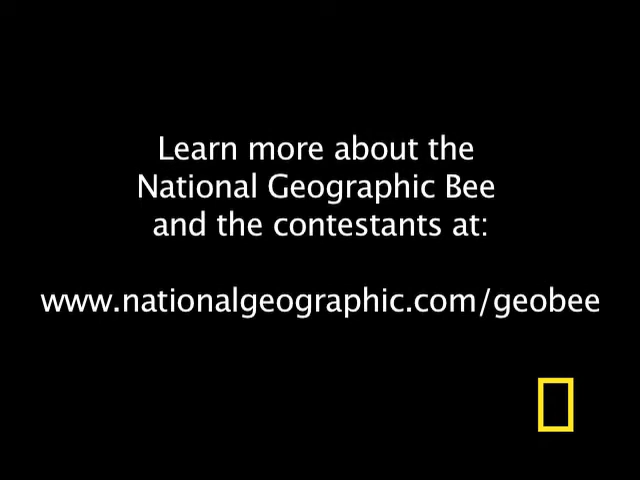 Learn more about the
National Geographic Bee
and the contestants at:
www.nationalgeographic.com/geobee